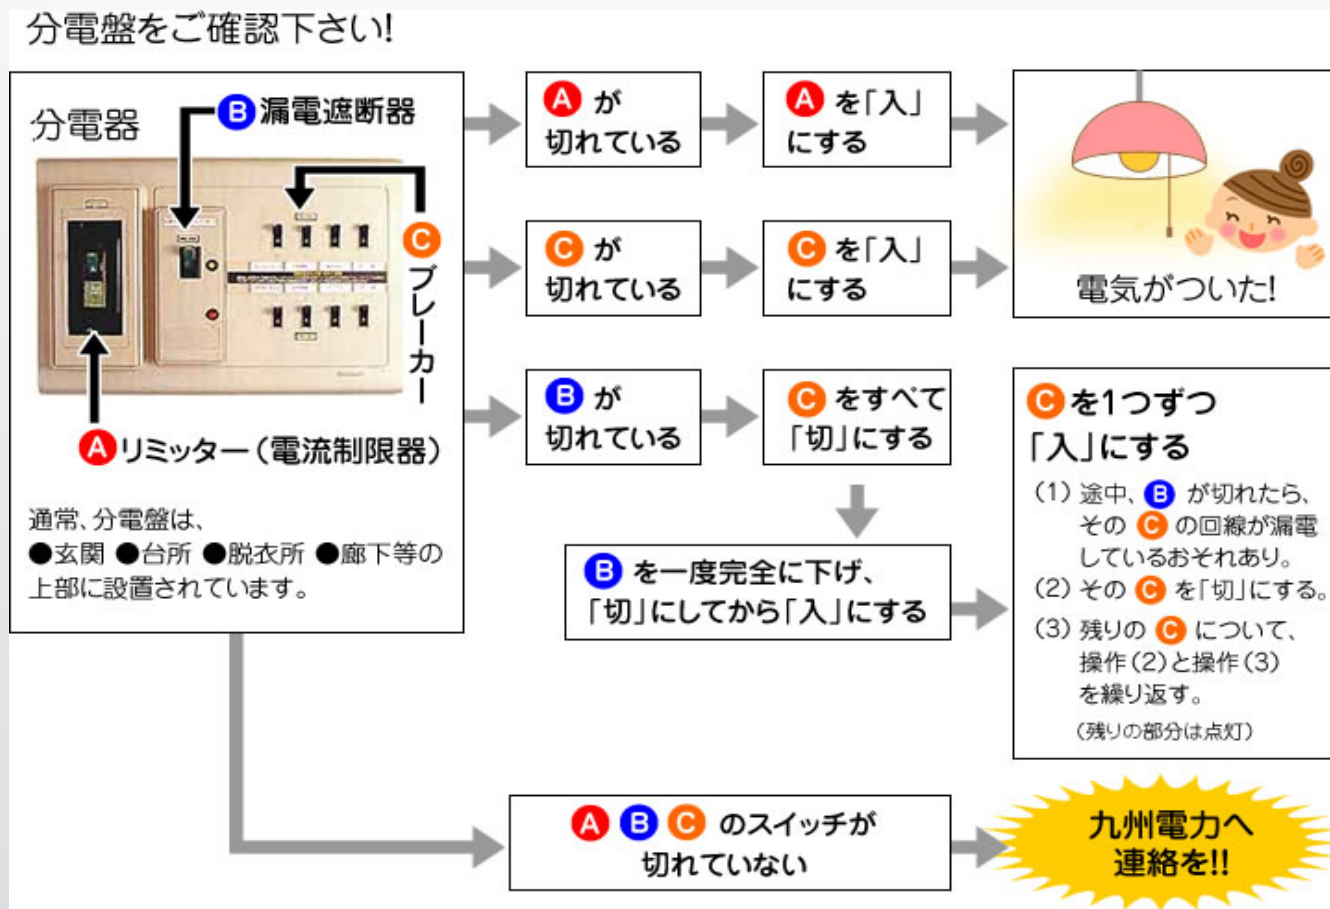 分電盤をご確認下さい!
分電器
B 漏電遮断器
C ブレーカー
A リミッター(電流制限器)
通常、分電盤は、
●玄関 ●台所 ●脱衣所 ●廊下等の
上部に設置されています。
A が
切れている
A を「入」
にする
C が
切れている
C を「入」
にする
電気がついた!
B が
切れている
C をすべて
「切」にする
B を一度完全に下げ、
「切」にしてから「入」にする
C を1つずつ
「入」にする
(1) 途中、B が切れたら、
その C の回線が漏電
しているおそれあり。
(2) その C を「切」にする。
(3) 残りの C について、
操作(2)と操作(3)
を繰り返す。
(残りの部分は点灯)
A B C のスイッチが
切れていない
九州電力へ
連絡を!!